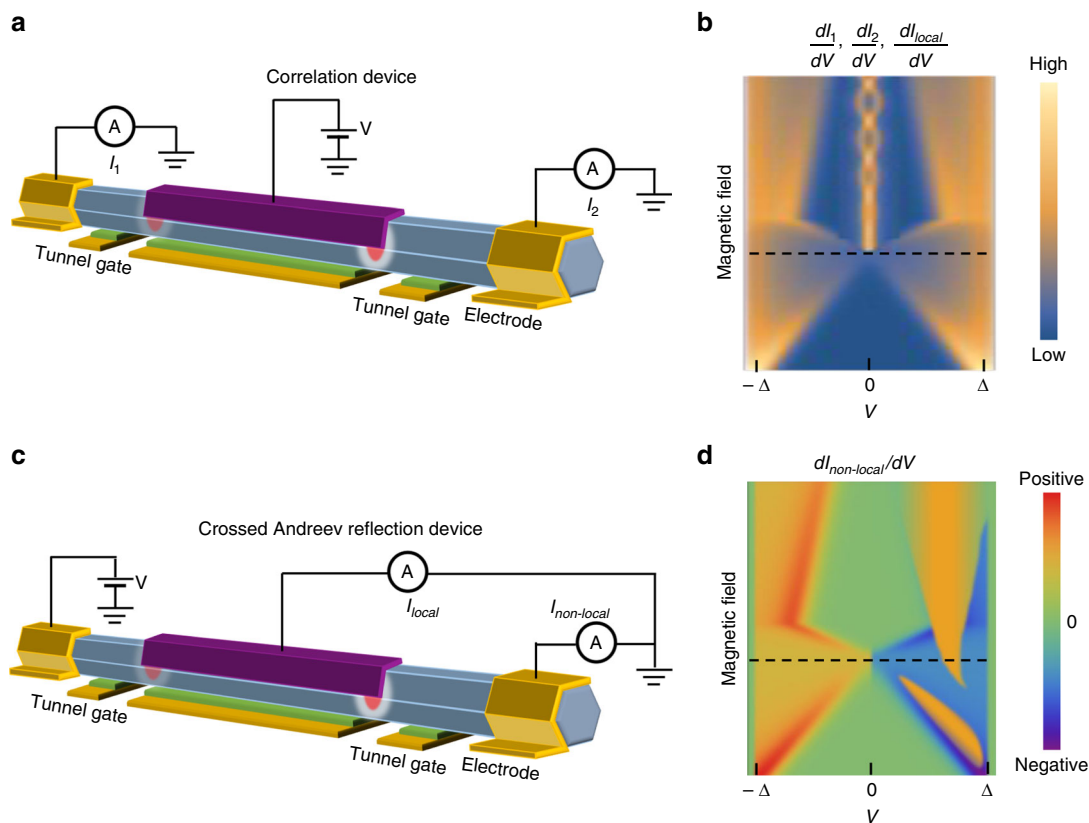 a
Correlation device
A
I1
V
A
I2
Tunnel gate
Tunnel gate
Electrode
b
dI1/dV, dI2/dV, dIlocal/dV
High
Low
Magnetic field
– Δ
0
Δ
V
c
Crossed Andreev reflection device
V
A
Ilocal
Inon-local
A
Tunnel gate
Tunnel gate
Electrode
d
dInon-local/dV
Positive
0
Negative
Magnetic field
– Δ
0
Δ
V